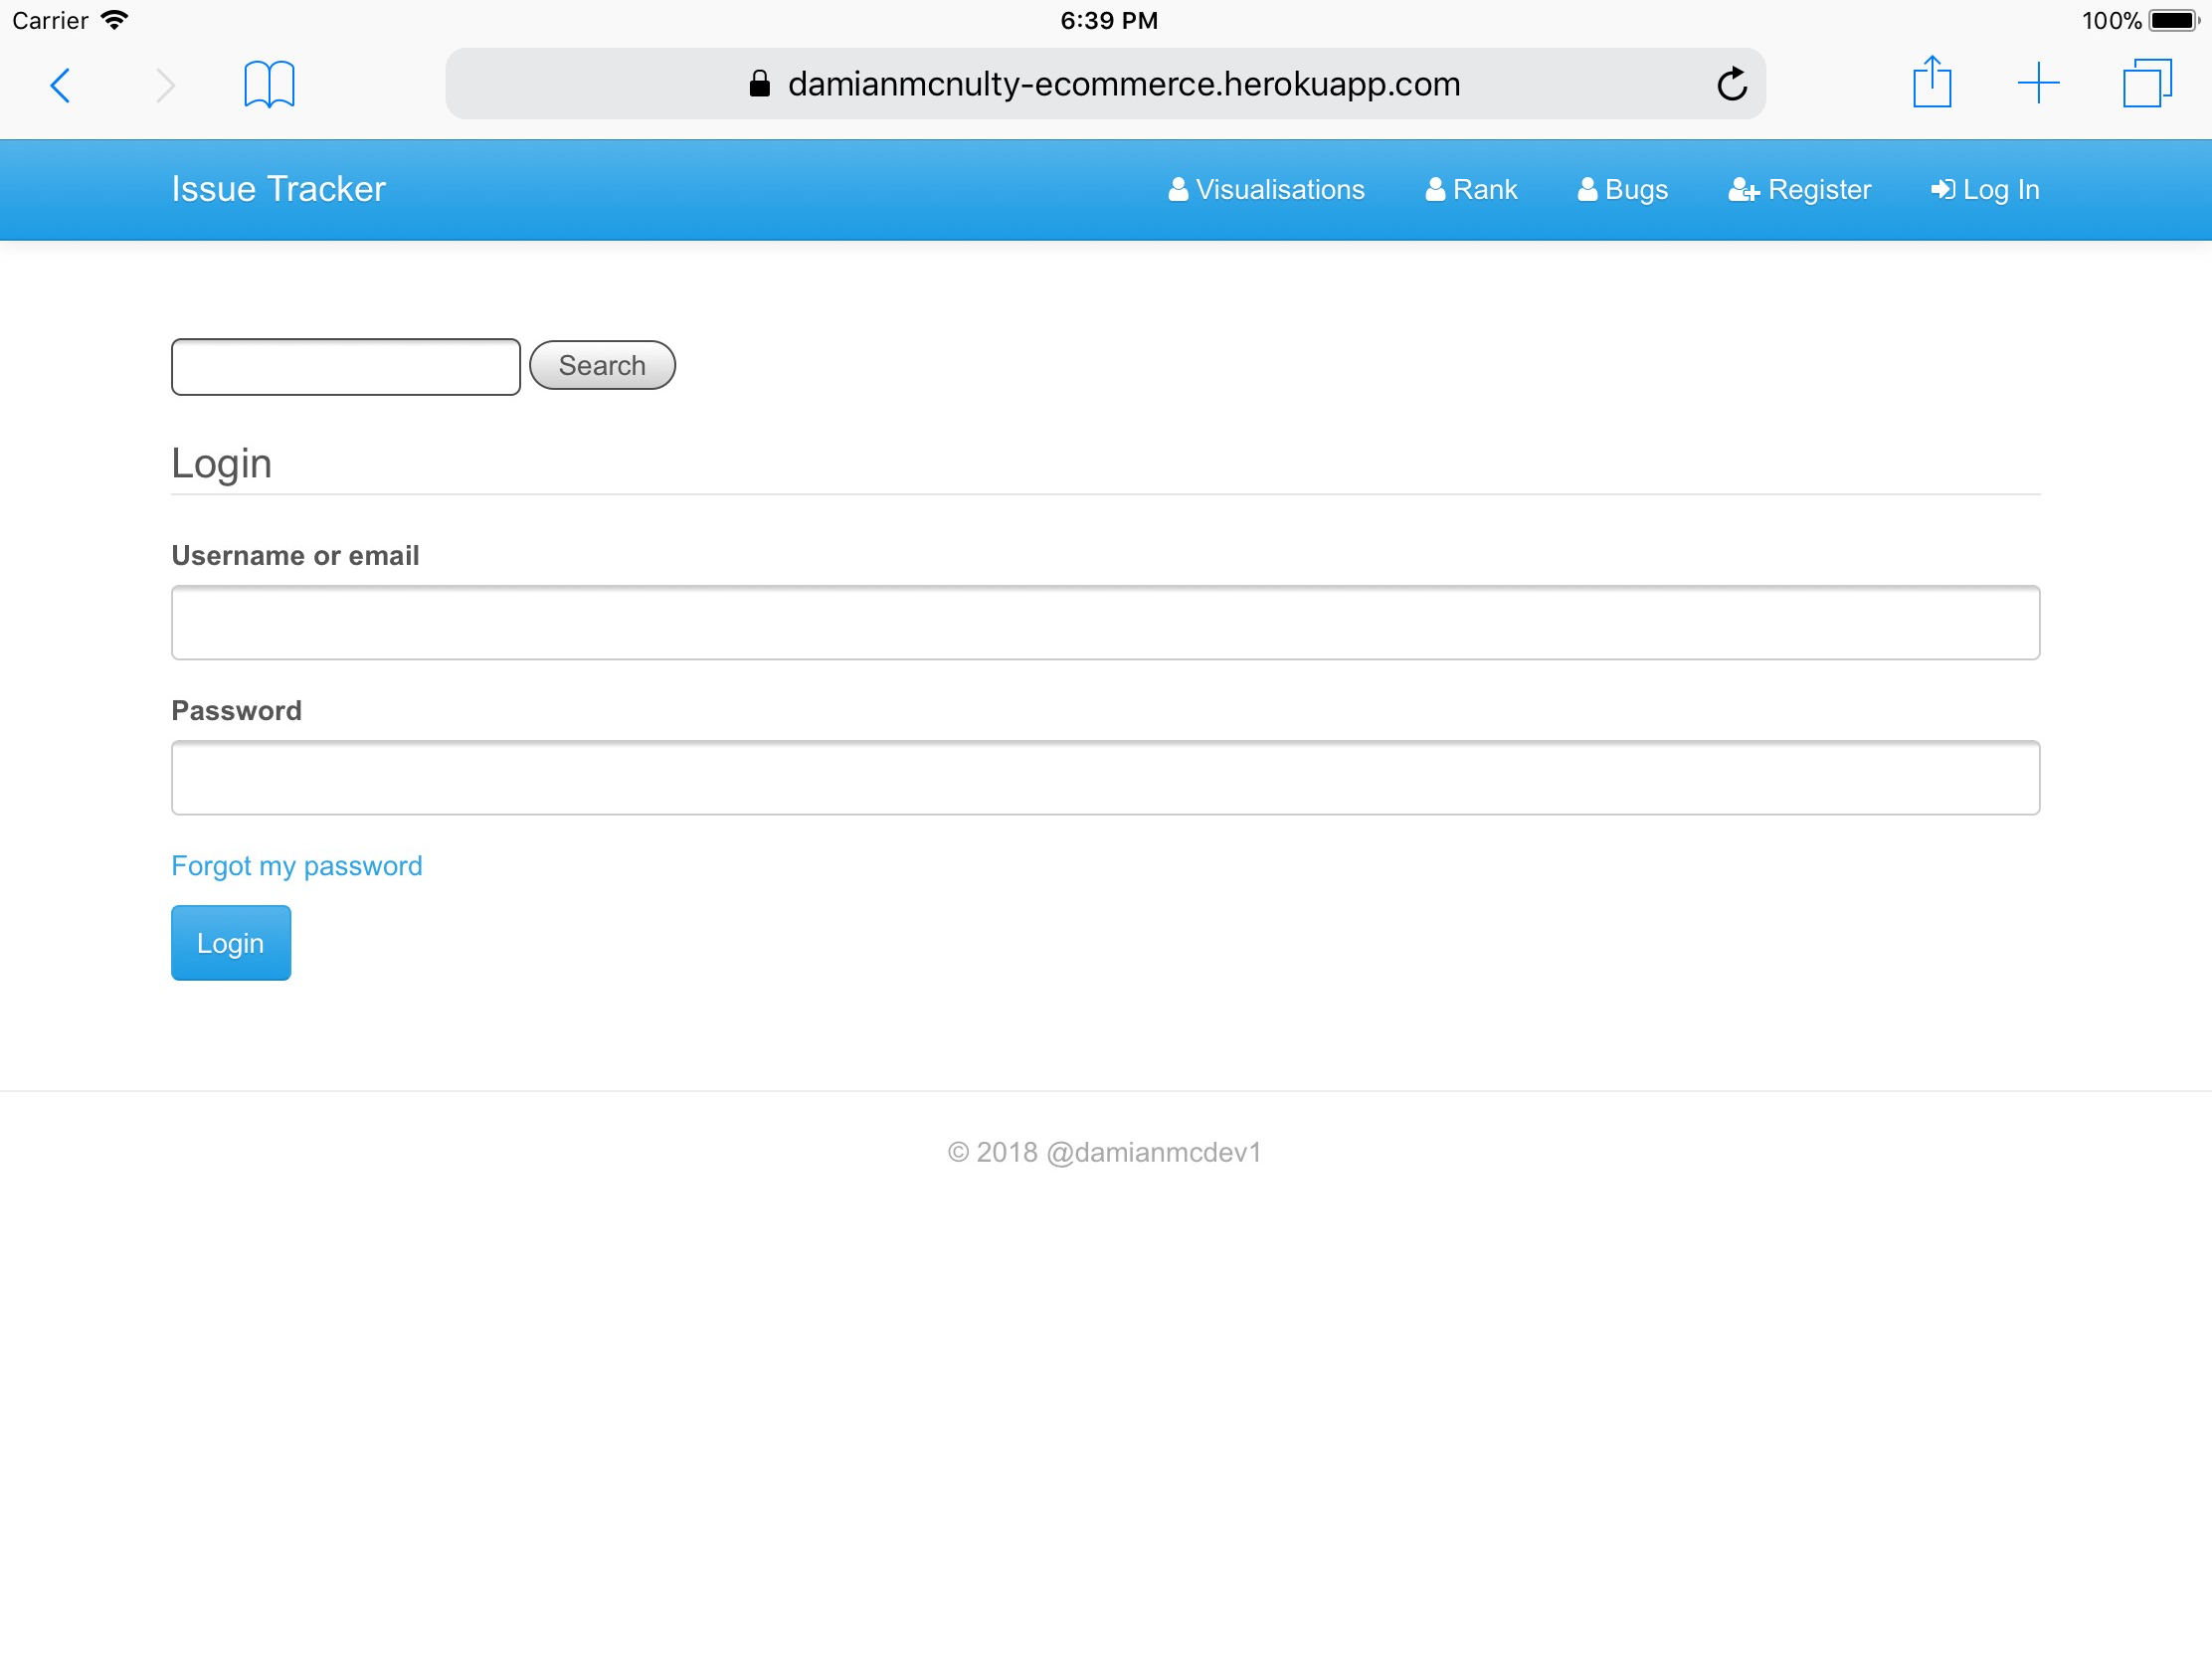 Carrier 6:39 PM 100%
damianmcnulty-ecommerce.herokuapp.com
Issue Tracker Visualisations Rank Bugs Register Log In
Search
Login
Username or email
Password
Forgot my password
Login
© 2018 @damianmcdev1